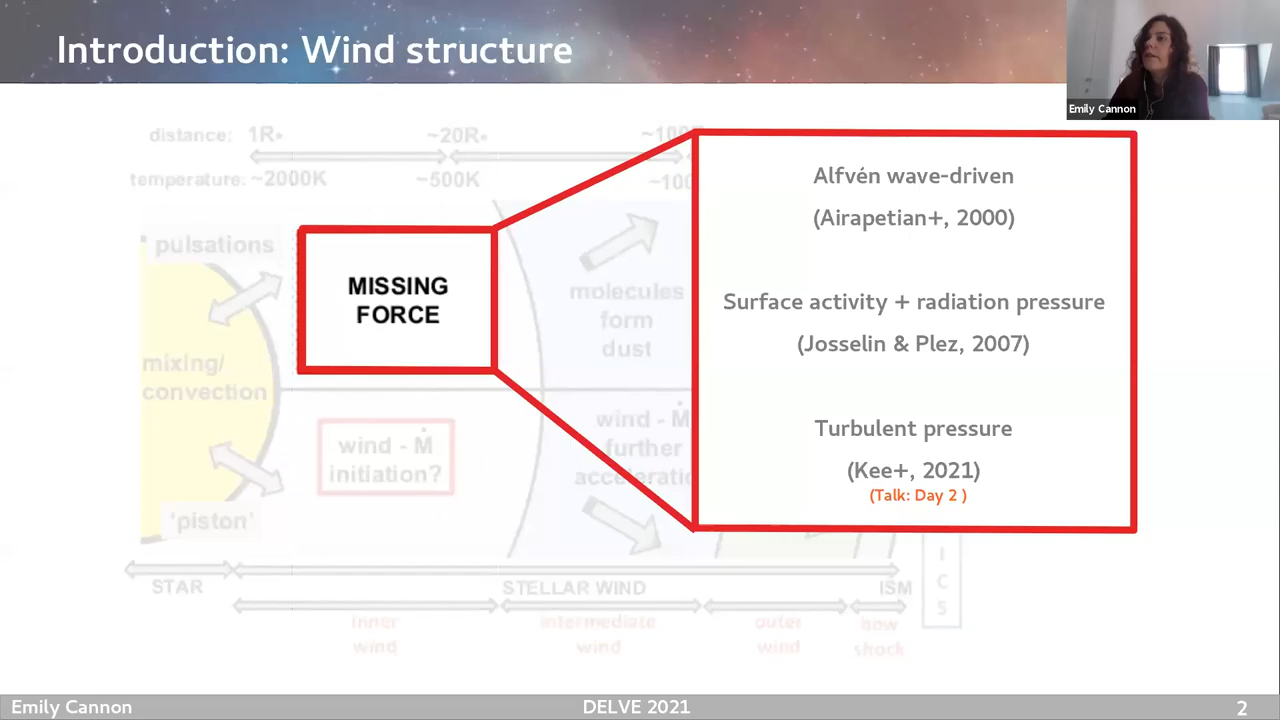 Introduction: Wind structure
Emily Cannon
distance: 1R* ~20R*
temperature: ~2000K ~500K
pulsations
mixing/
convection
'piston'
MISSING
FORCE
wind - Ṁ
initiation?
molecules
form
dust
wind - Ṁ
further
Alfvén wave-driven
(Airapetian+, 2000)
Surface activity + radiation pressure
(Josselin & Plez, 2007)
Turbulent pressure
(Kee+, 2021)
(Talk: Day 2 )
STAR STELLAR WIND ISM
I
C
S
inner
wind
intermediate
wind
outer
wind
bow
shock
Emily Cannon DELVE 2021 2